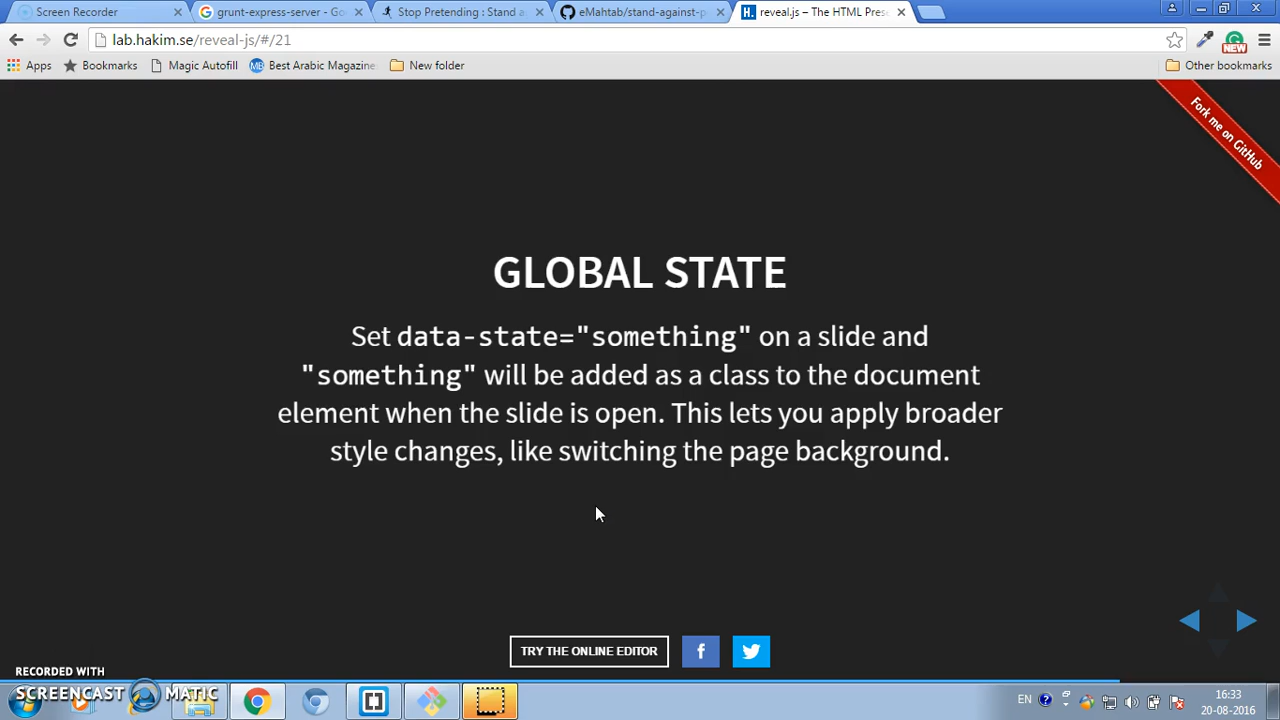 Screen Recorder
grunt-express-server - Go
Stop Pretending : Stand a
eMahtab/stand-against-p
H. reveal.js – The HTML Pres
lab.hakim.se/reveal-js/#/21
NEW
Apps
Bookmarks
Magic Autofill
MB Best Arabic Magazine
New folder
Other bookmarks
Fork me on GitHub
GLOBAL STATE
Set data-state="something" on a slide and
"something" will be added as a class to the document
element when the slide is open. This lets you apply broader
style changes, like switching the page background.
TRY THE ONLINE EDITOR
RECORDED WITH
SCREENCAST MATIC
EN
16:33
20-08-2016